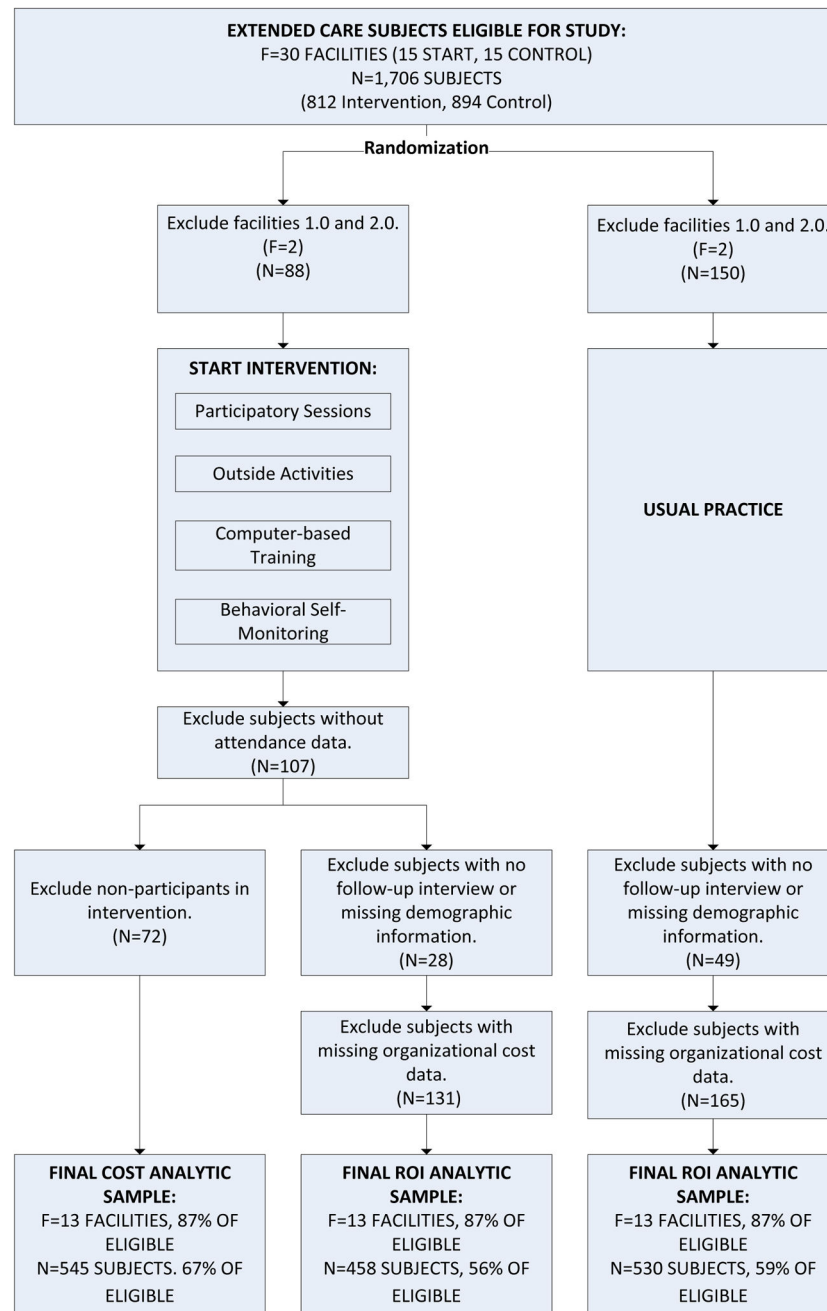 EXTENDED CARE SUBJECTS ELIGIBLE FOR STUDY:
F=30 FACILITIES (15 START, 15 CONTROL)
N=1,706 SUBJECTS
(812 Intervention, 894 Control)
Randomization
Exclude facilities 1.0 and 2.0.
(F=2)
(N=88)
Exclude facilities 1.0 and 2.0.
(F=2)
(N=150)
START INTERVENTION:
Participatory Sessions
Outside Activities
Computer-based
Training
Behavioral Self-
Monitoring
USUAL PRACTICE
Exclude subjects without
attendance data.
(N=107)
Exclude non-participants in
intervention.
(N=72)
Exclude subjects with no
follow-up interview or
missing demographic
information.
(N=28)
Exclude subjects with no
follow-up interview or
missing demographic
information.
(N=49)
Exclude subjects with
missing organizational cost
data.
(N=131)
Exclude subjects with
missing organizational cost
data.
(N=165)
FINAL COST ANALYTIC
SAMPLE:
F=13 FACILITIES, 87% OF
ELIGIBLE
N=545 SUBJECTS. 67% OF
ELIGIBLE
FINAL ROI ANALYTIC
SAMPLE:
F=13 FACILITIES, 87% OF
ELIGIBLE
N=458 SUBJECTS, 56% OF
ELIGIBLE
FINAL ROI ANALYTIC
SAMPLE:
F=13 FACILITIES, 87% OF
ELIGIBLE
N=530 SUBJECTS, 59% OF
ELIGIBLE